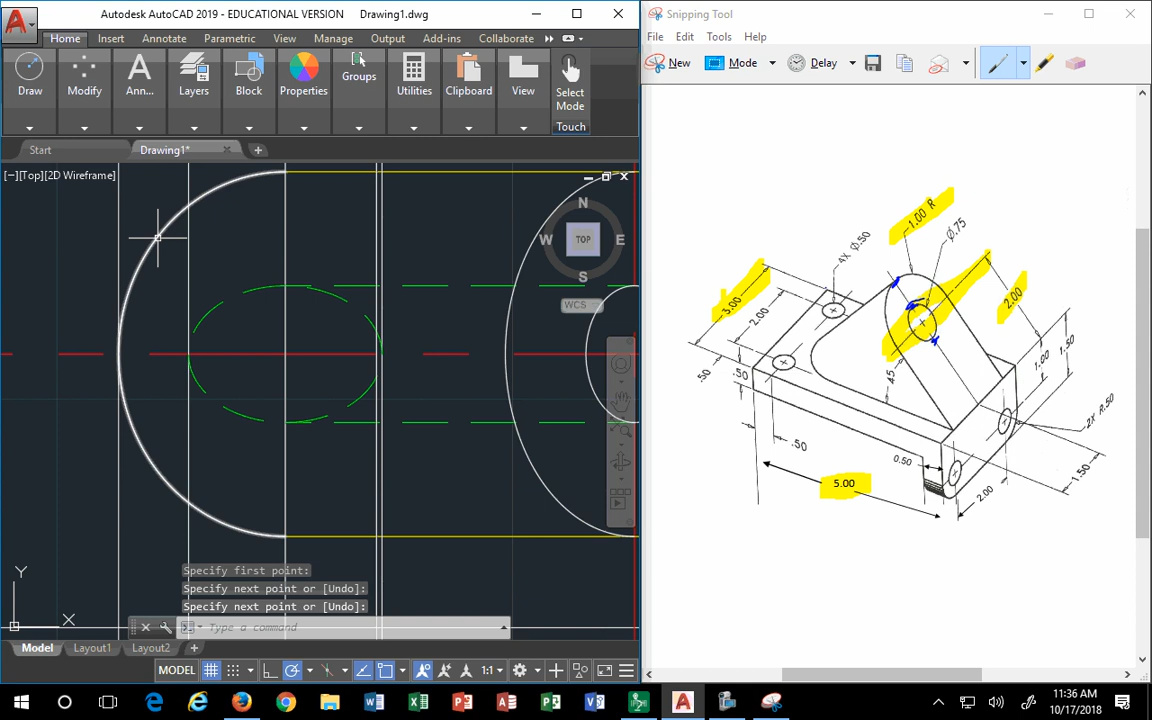 Autodesk AutoCAD 2019 - EDUCATIONAL VERSION Drawing1.dwg
Home Insert Annotate Parametric View Manage Output Add-ins Collaborate
Draw Modify Ann... Layers Block Properties Groups Utilities Clipboard View Select Mode
Touch
Start Drawing1*
[−][Top][2D Wireframe]
N
W TOP E
S
WCS
Specify first point:
Specify next point or [Undo]:
Specify next point or [Undo]:
Type a command
Y
X
Model Layout1 Layout2 +
MODEL 1:1
Snipping Tool
File Edit Tools Help
New Mode Delay
1.00 R
Ø.75
4X Ø.50
3.00
2.00
2.00
1.50
1.00
.50
.50
45
2X R.50
.50
0.50
5.00
1.50
2.00
11:36 AM
10/17/2018